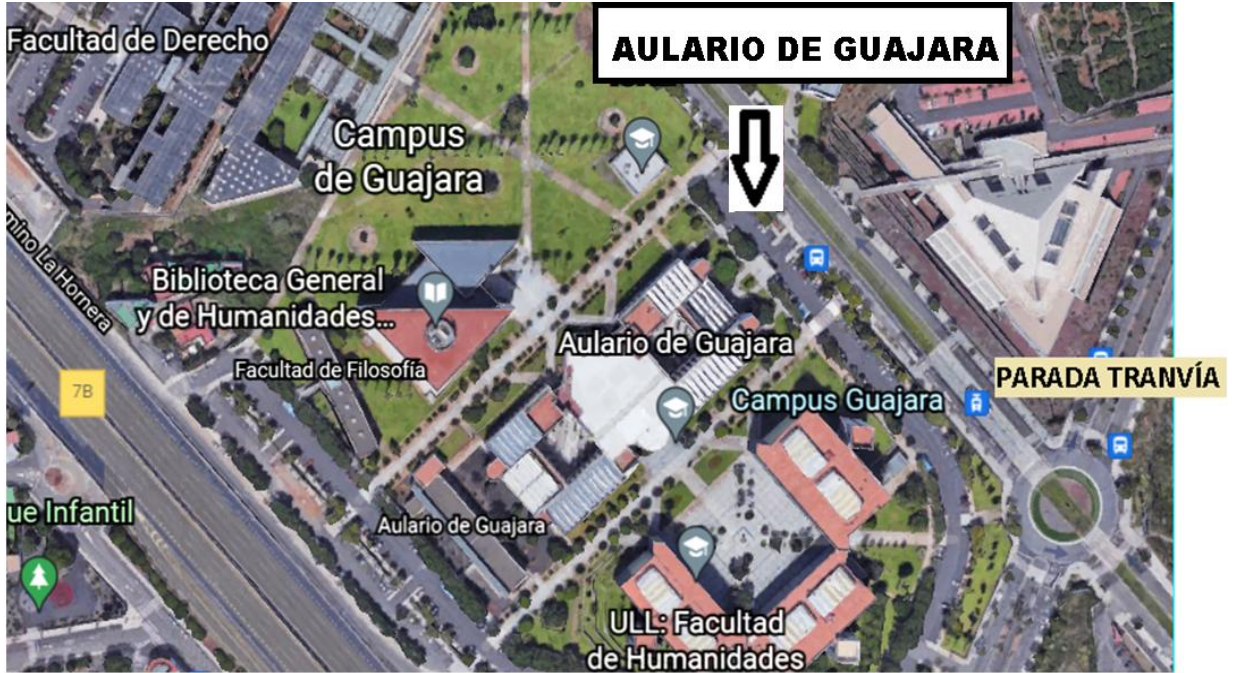 Facultad de Derecho
AULARIO DE GUAJARA
Campus
de Guajara
mino La Hornera
Biblioteca General
y de Humanidades...
Aulario de Guajara
Facultad de Filosofía
PARADA TRANVÍA
7B
Campus Guajara
ue Infantil
Aulario de Guajara
ULL: Facultad
de Humanidades